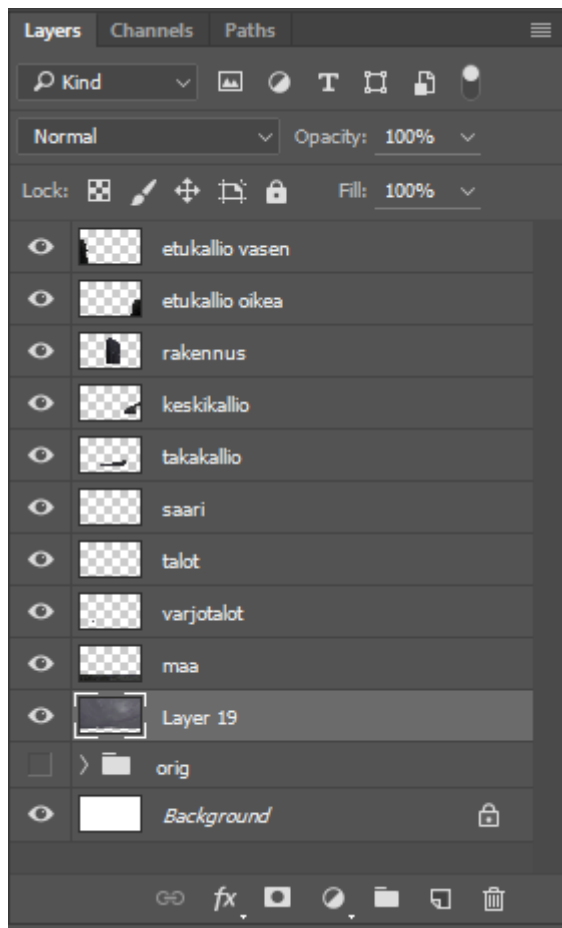 Layers Channels Paths
Kind
Normal Opacity: 100%
Lock: Fill: 100%
etukallio vasen
etukallio oikea
rakennus
keskikallio
takakallio
saari
talot
varjotalot
maa
Layer 19
orig
Background
fx